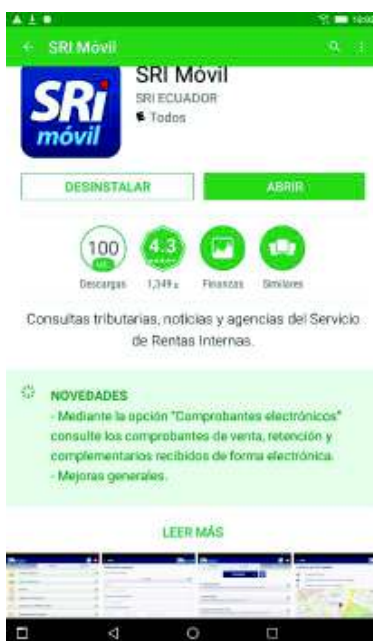 SRI Móvil
SRi
móvil
SRI Móvil
SRI ECUADOR
Todos
DESINSTALAR
ABRIR
100
MIL
4.3
Descargas
1,349
Finanzas
Similares
Consultas tributarias, noticias y agencias del Servicio
de Rentas Internas.
NOVEDADES
- Mediante la opción "Comprobantes electrónicos"
consulte los comprobantes de venta, retención y
complementarios recibidos de forma electrónica.
- Mejoras generales.
LEER MÁS